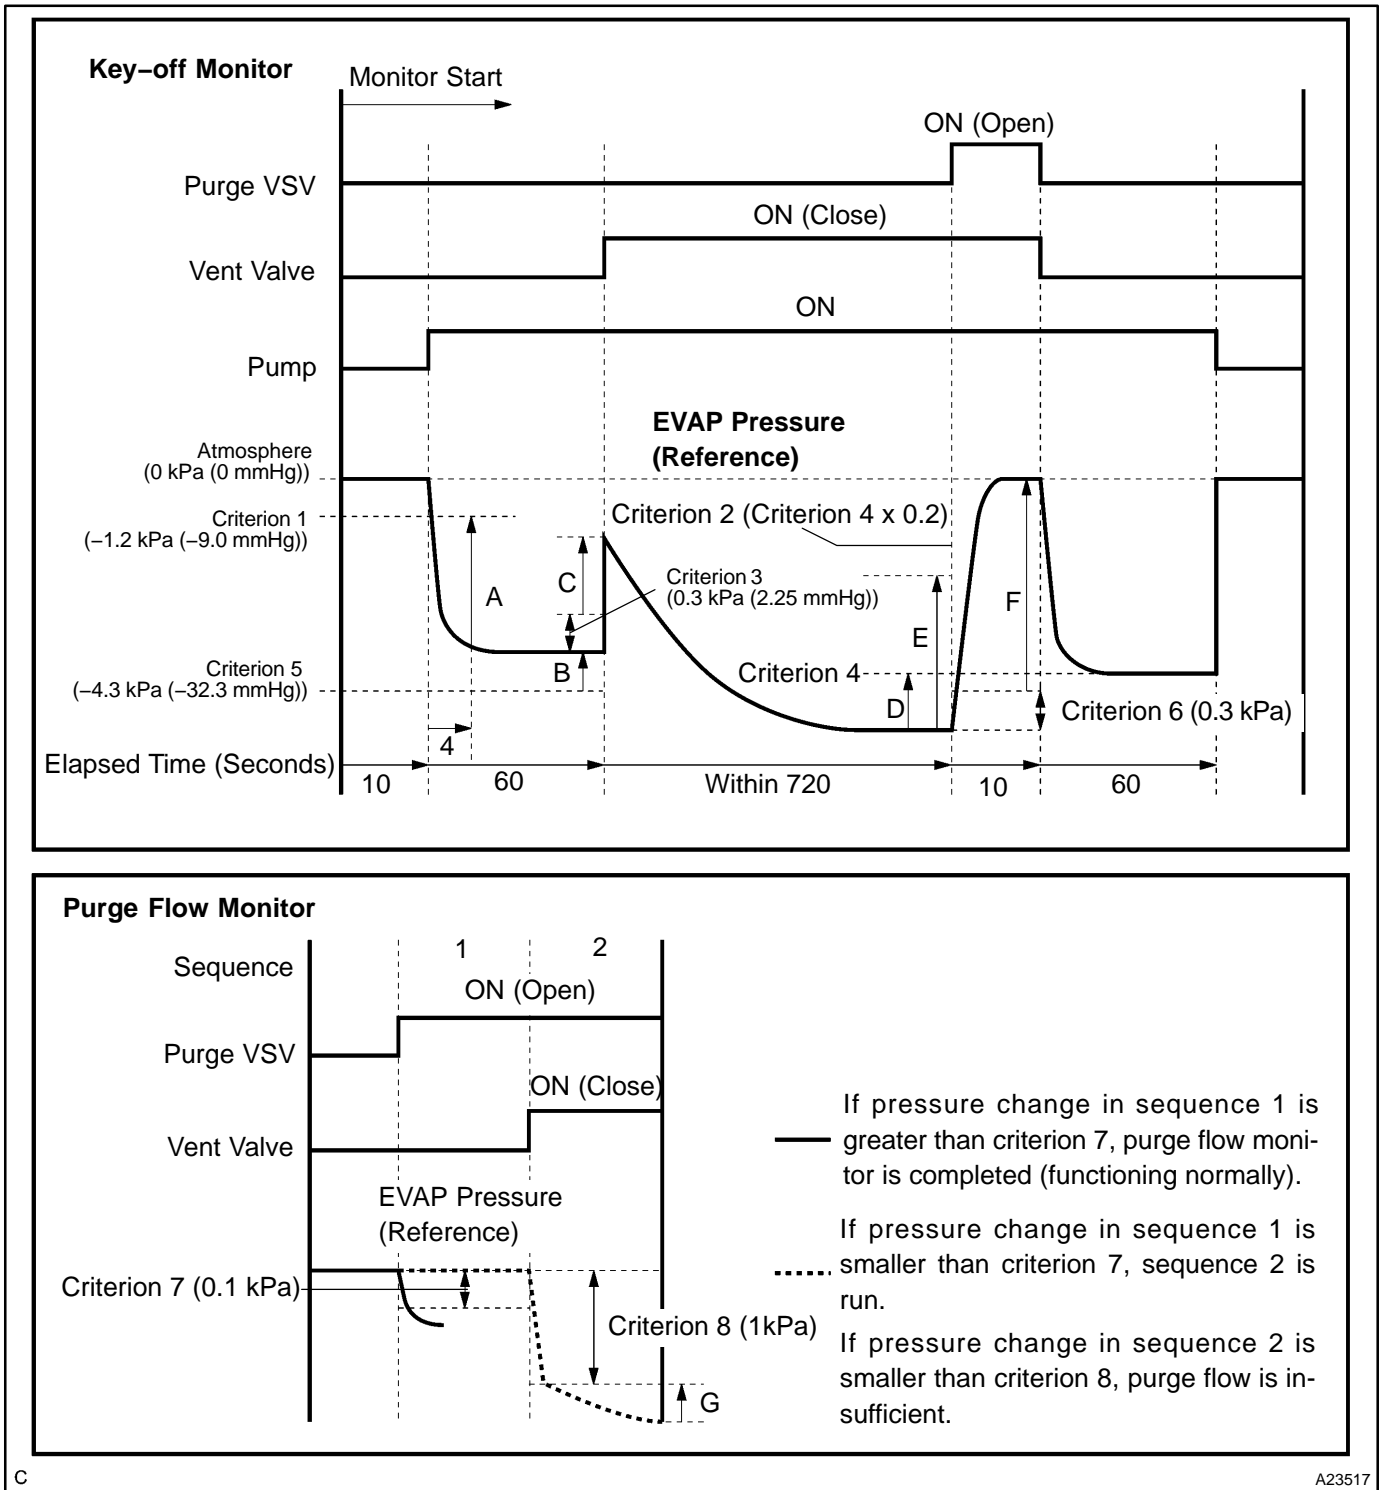 Key–off Monitor
Monitor Start
ON (Open)
Purge VSV
ON (Close)
Vent Valve
ON
Pump
EVAP Pressure
(Reference)
Atmosphere
(0 kPa (0 mmHg))
Criterion 1
(–1.2 kPa (–9.0 mmHg))
Criterion 2 (Criterion 4 x 0.2)
Criterion 3
(0.3 kPa (2.25 mmHg))
A
C
F
E
Criterion 5
(–4.3 kPa (–32.3 mmHg))
B
Criterion 4
D
Criterion 6 (0.3 kPa)
4
Elapsed Time (Seconds)
10
60
Within 720
10
60
Purge Flow Monitor
Sequence
1
2
ON (Open)
Purge VSV
ON (Close)
Vent Valve
EVAP Pressure
(Reference)
Criterion 7 (0.1 kPa)
Criterion 8 (1kPa)
G
If pressure change in sequence 1 is
greater than criterion 7, purge flow moni-
tor is completed (functioning normally).
If pressure change in sequence 1 is
smaller than criterion 7, sequence 2 is
run.
If pressure change in sequence 2 is
smaller than criterion 8, purge flow is in-
sufficient.
C
A23517